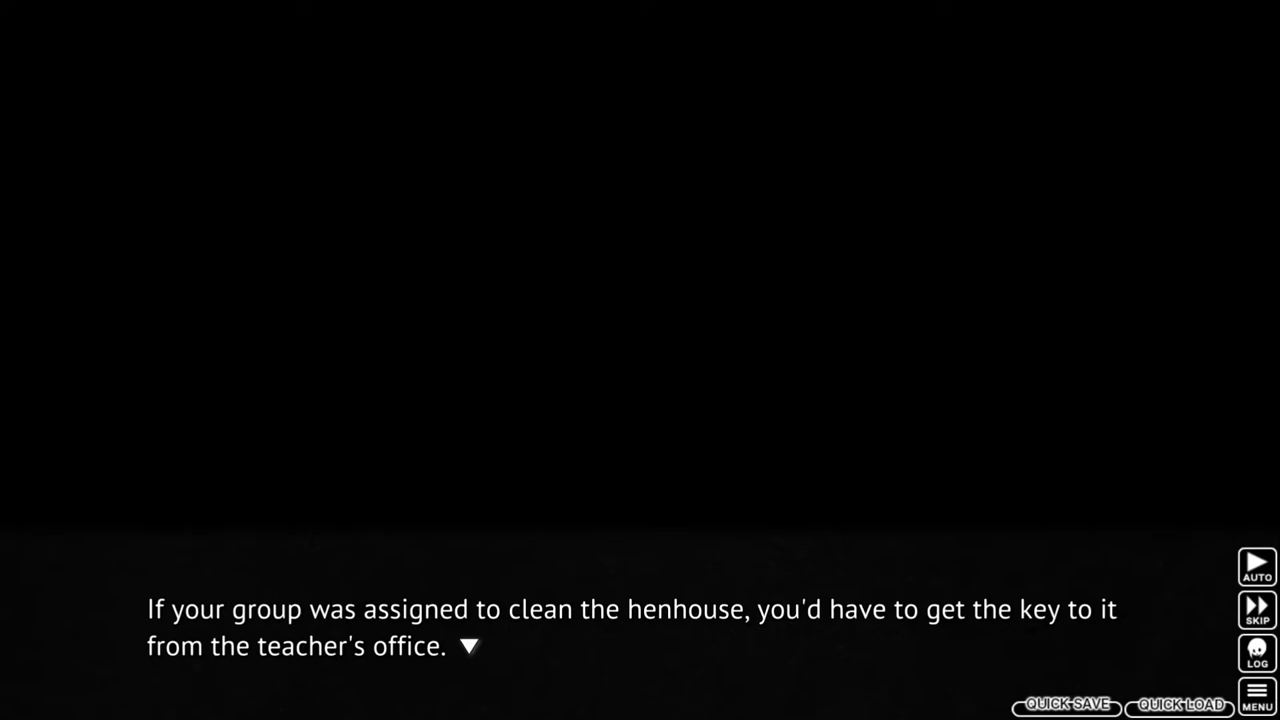 If your group was assigned to clean the henhouse, you'd have to get the key to it
from the teacher's office.
AUTO
SKIP
LOG
MENU
QUICK SAVE
QUICK LOAD